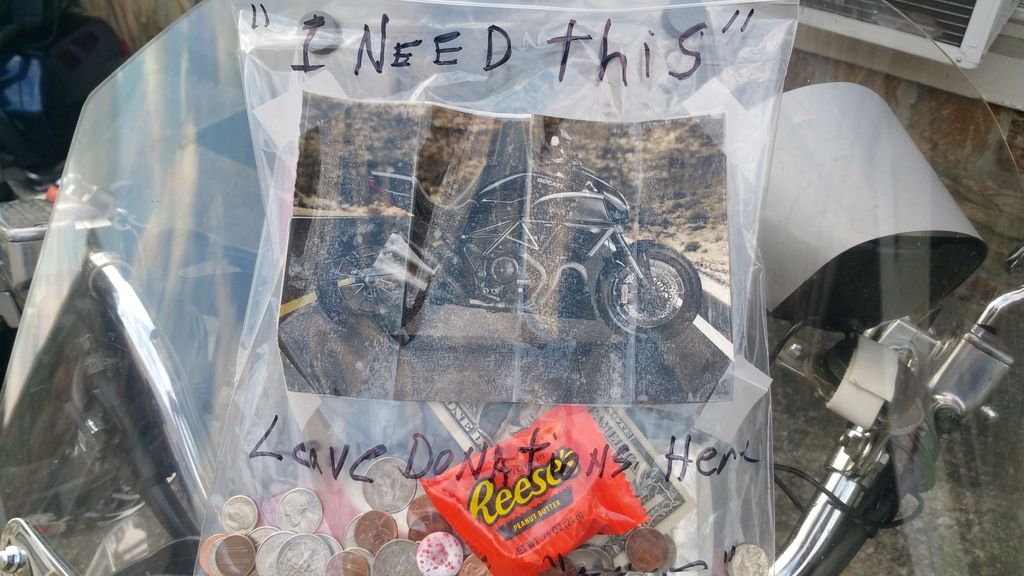 "I NEED this"
Leave DONATiONS Here
Reese's
PEANUT BUTTER